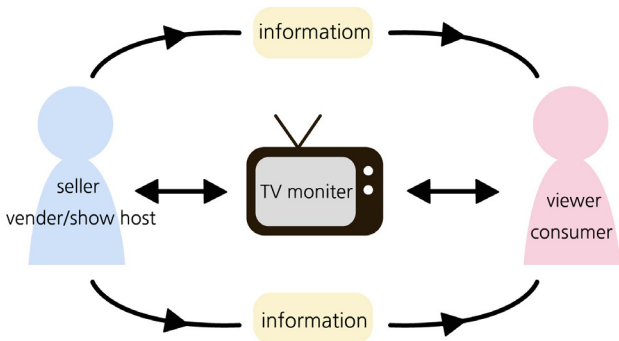 informatiom
seller
vender/show host
TV moniter
viewer
consumer
information